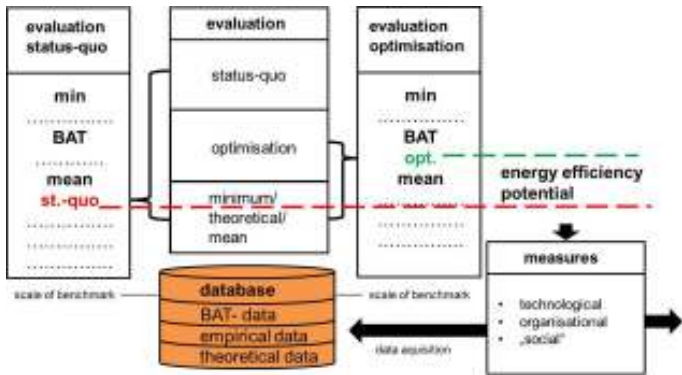 evaluation
status-quo
min
BAT
mean
st.-quo
scale of benchmark
evaluation
status-quo
optimisation
minimum/
theoretical/
mean
database
BAT- data
empirical data
theoretical data
evaluation
optimisation
min
BAT
opt.
mean
scale of benchmark
energy efficiency
potential
measures
• technological
• organisational
• „social"
data aquisition